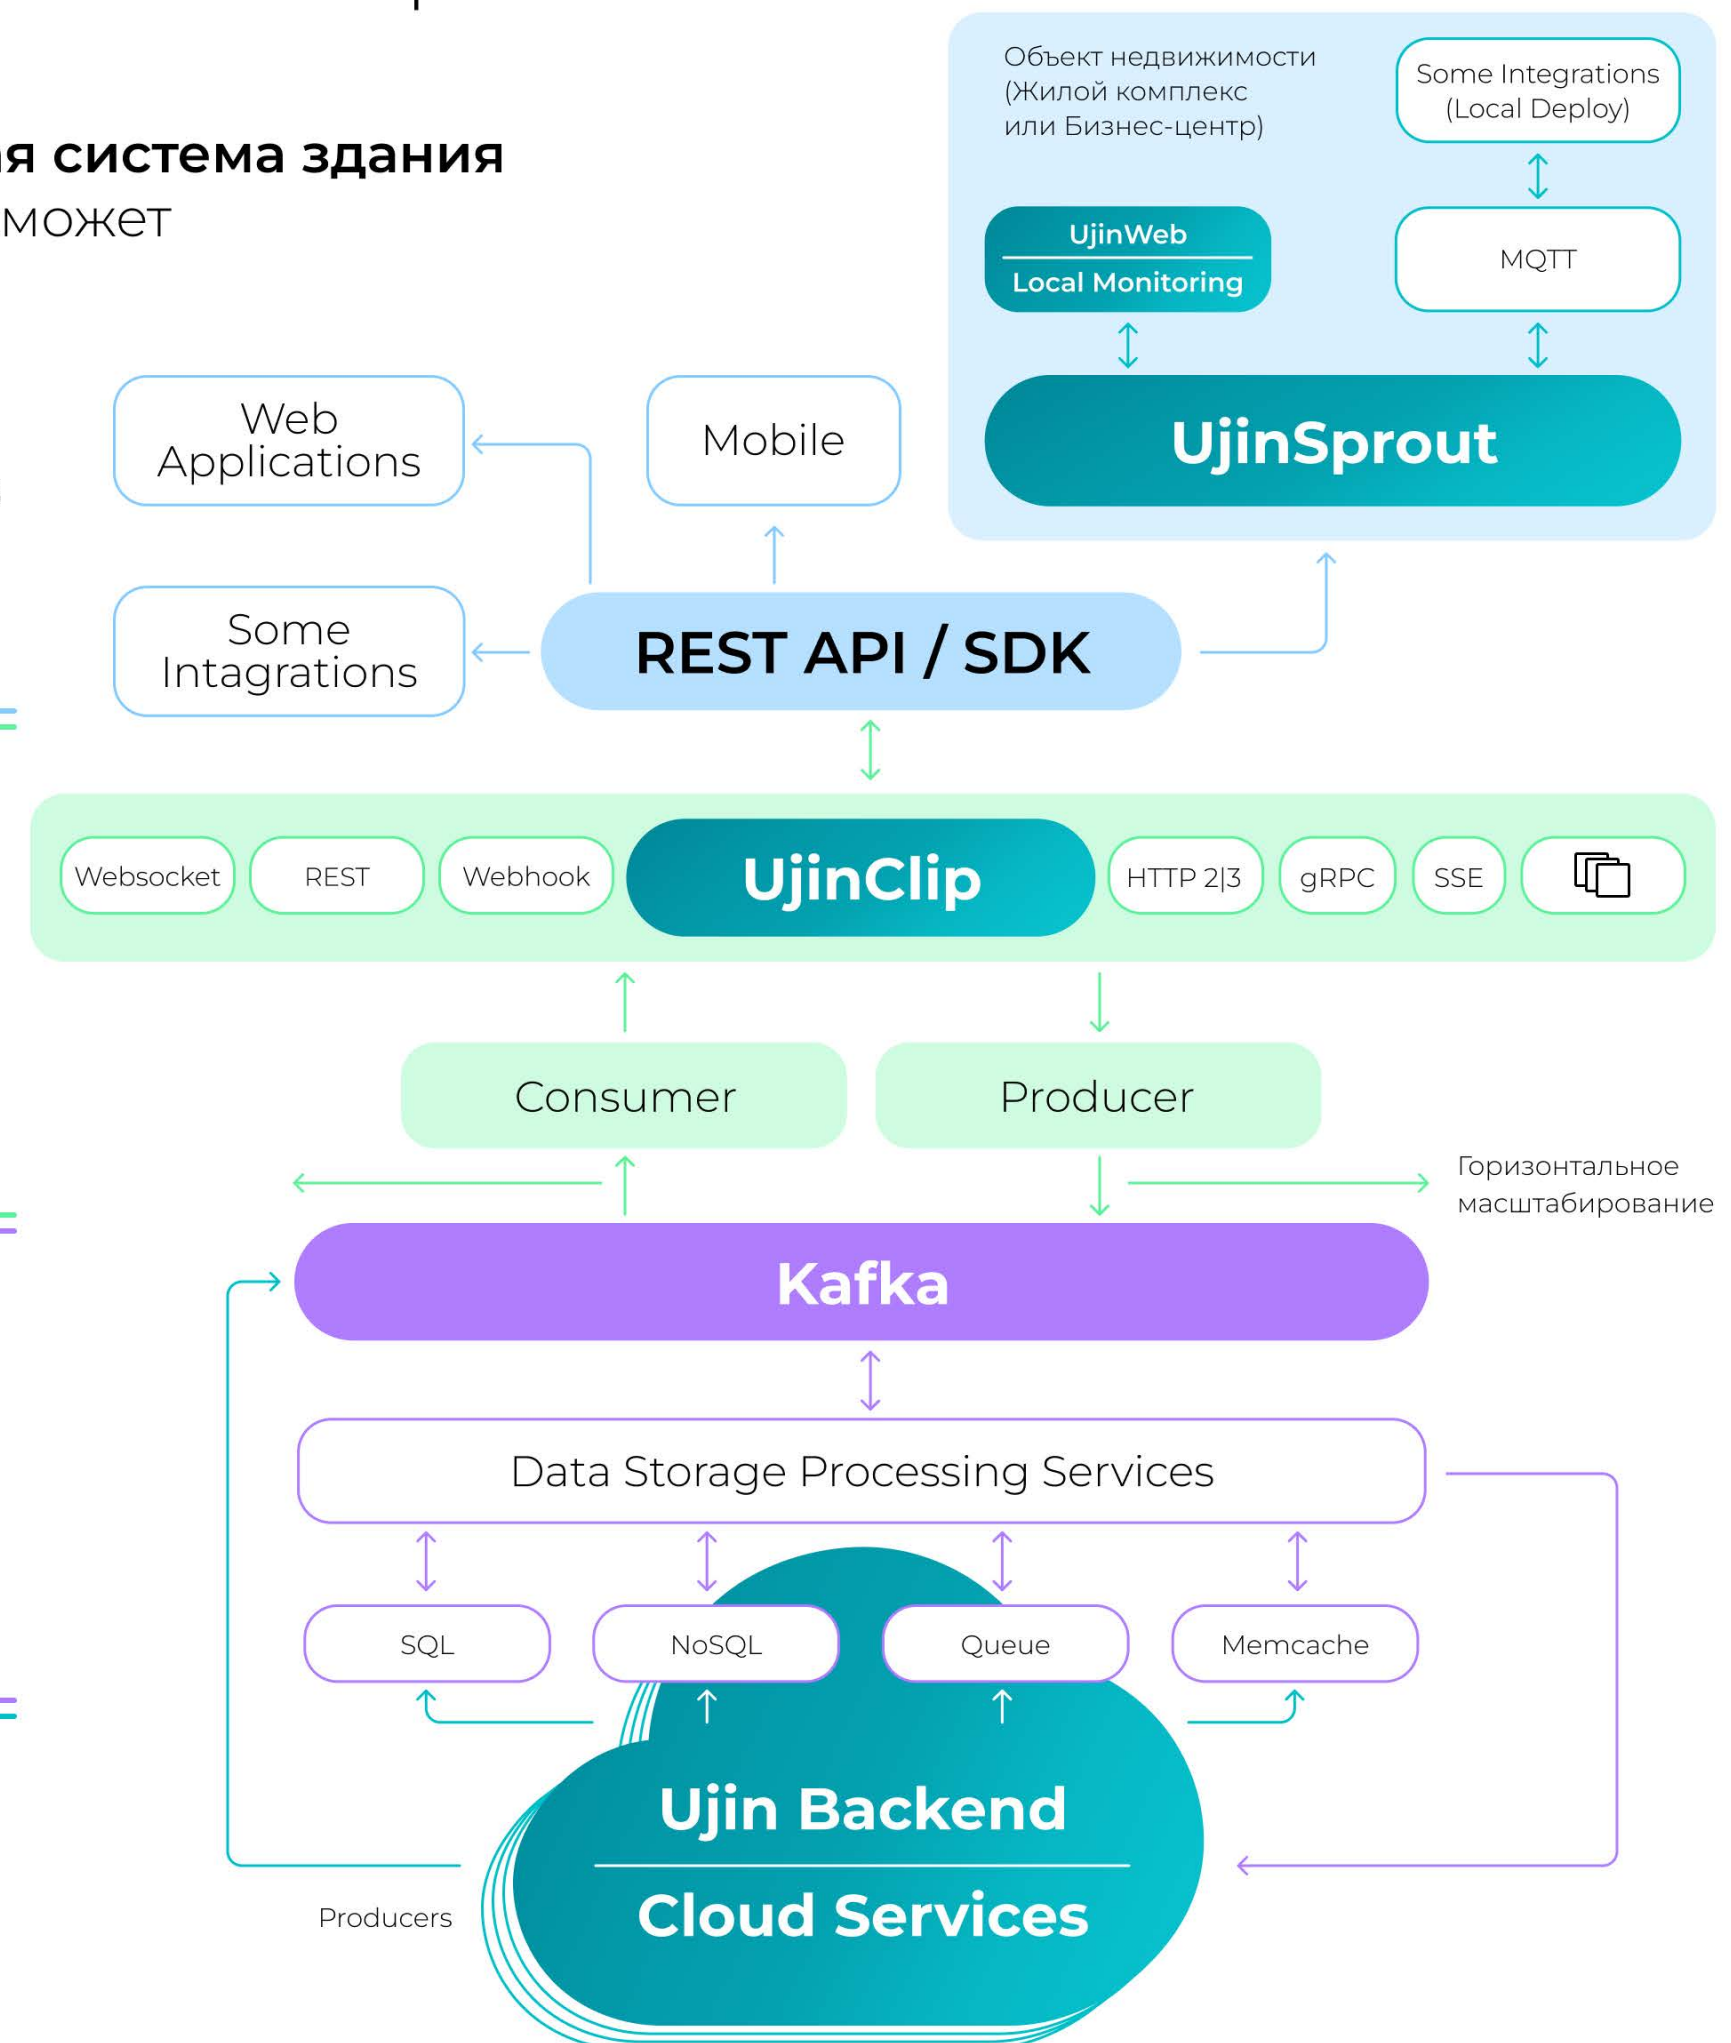 Объект недвижимости
(Жилой комплекс
или Бизнес-центр)
Some Integrations
(Local Deploy)
система здания
может
UjinWeb
Local Monitoring
MQTT
UjinSprout
Web
Applications
Mobile
Some
Intagrations
REST API / SDK
Websocket
REST
Webhook
UjinClip
HTTP 2|3
gRPC
SSE
Consumer
Producer
Горизонтальное
масштабирование
Kafka
Data Storage Processing Services
SQL
NoSQL
Queue
Memcache
Ujin Backend
Cloud Services
Producers